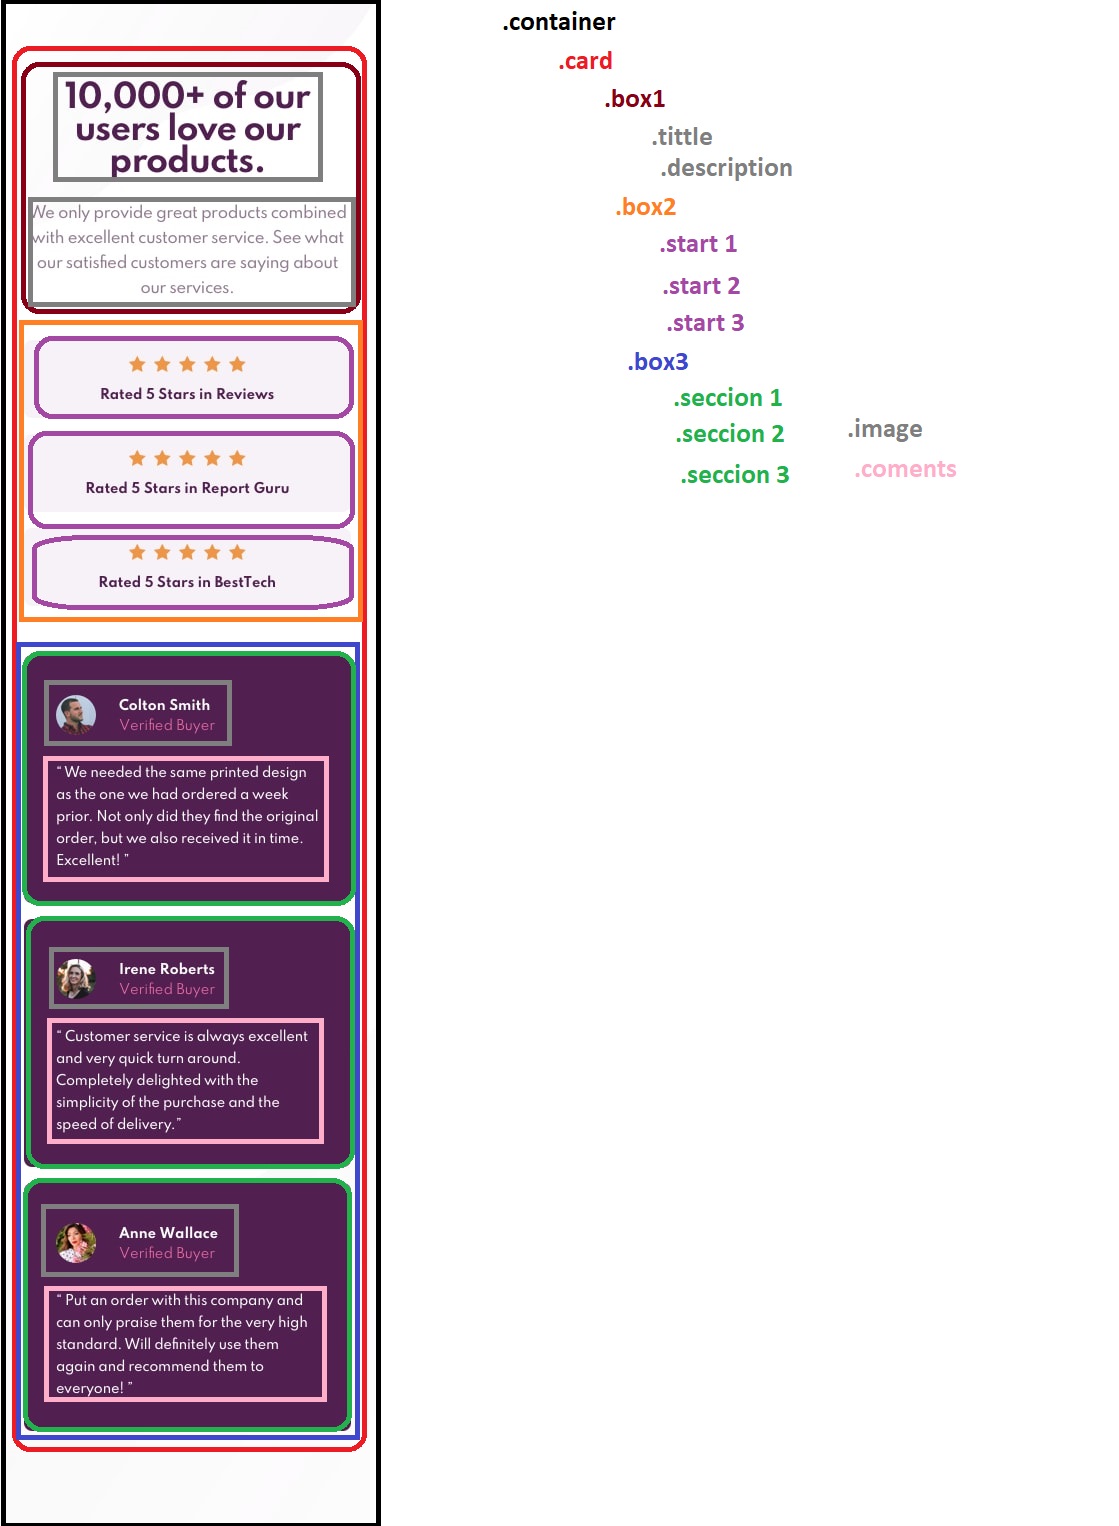 10,000+ of our
users love our
products.
We only provide great products combined
with excellent customer service. See what
our satisfied customers are saying about
our services.
Rated 5 Stars in Reviews
Rated 5 Stars in Report Guru
Rated 5 Stars in BestTech
Colton Smith
Verified Buyer
“ We needed the same printed design
as the one we had ordered a week
prior. Not only did they find the original
order, but we also received it in time.
Excellent! ”
Irene Roberts
Verified Buyer
“ Customer service is always excellent
and very quick turn around.
Completely delighted with the
simplicity of the purchase and the
speed of delivery.”
Anne Wallace
Verified Buyer
“ Put an order with this company and
can only praise them for the very high
standard. Will definitely use them
again and recommend them to
everyone! ”
.container
.card
.box1
.tittle
.description
.box2
.start 1
.start 2
.start 3
.box3
.seccion 1
.seccion 2
.seccion 3
.image
.coments